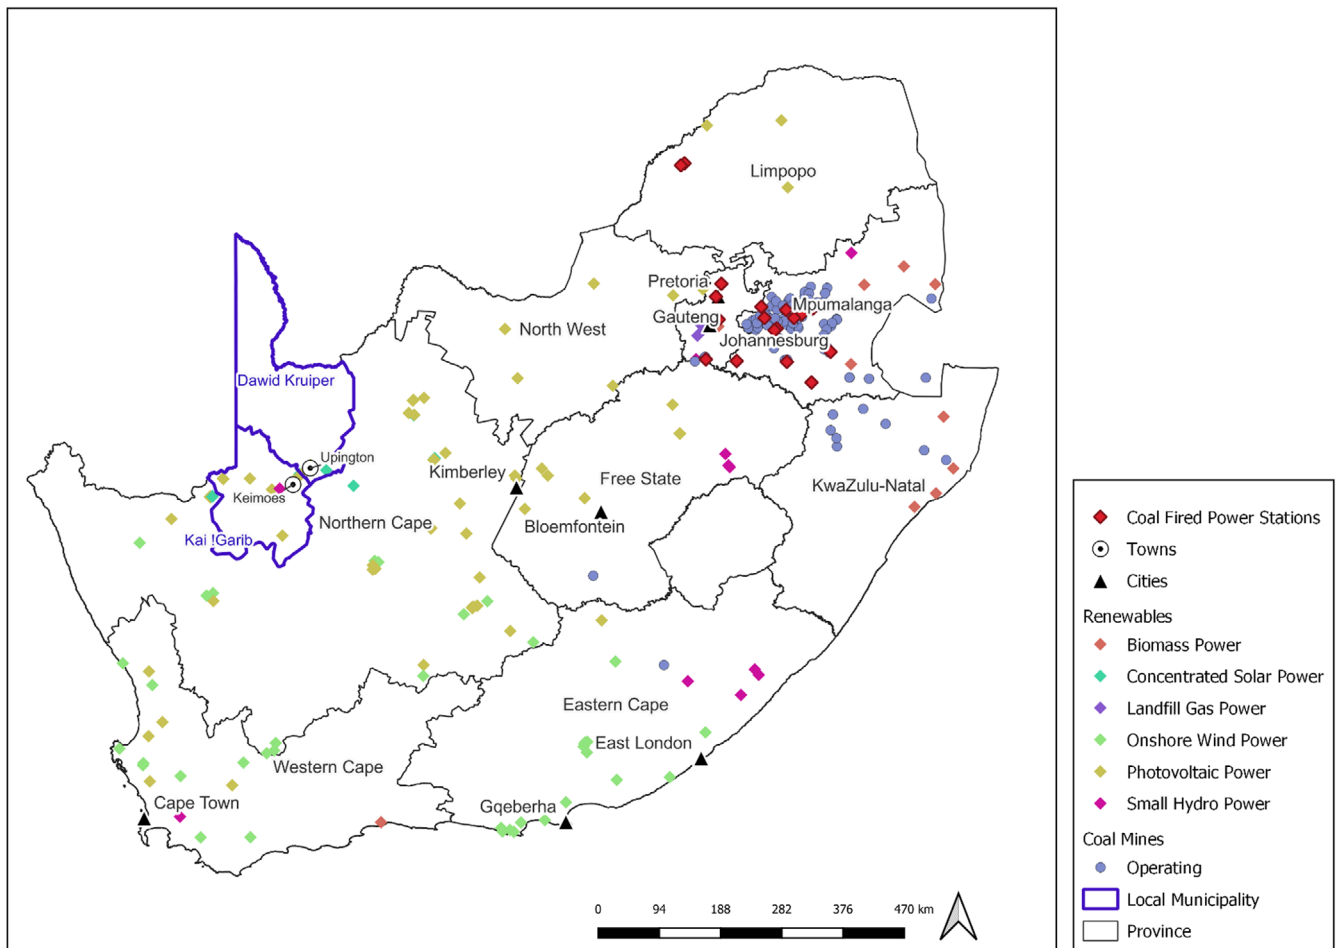 Limpopo
Pretoria
Mpumalanga
Gauteng
North West
Johannesburg
Dawid Kruiper
Upington
Kimberley
Free State
KwaZulu-Natal
Keimoes
Northern Cape
Bloemfontein
Kai !Garib
Eastern Cape
East London
Western Cape
Cape Town
Gqeberha
0 94 188 282 376 470 km
Coal Fired Power Stations
Towns
Cities
Renewables
Biomass Power
Concentrated Solar Power
Landfill Gas Power
Onshore Wind Power
Photovoltaic Power
Small Hydro Power
Coal Mines
Operating
Local Municipality
Province